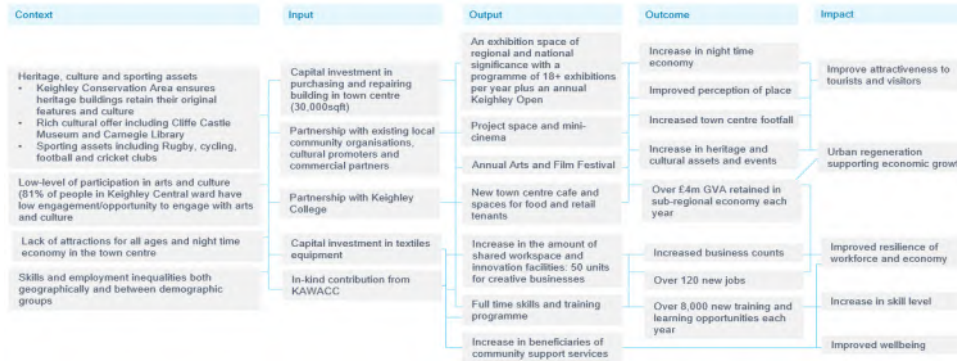 Context
Heritage, culture and sporting assets
• Keighley Conservation Area ensures
heritage buildings retain their original
features and culture
• Rich cultural offer including Cliffe Castle
Museum and Carnegie Library
• Sporting assets including Rugby, cycling,
football and cricket clubs
Low-level of participation in arts and culture
(81% of people in Keighley Central ward have
low engagement/opportunity to engage with arts
and culture
Lack of attractions for all ages and night time
economy in the town centre
Skills and employment inequalities both
geographically and between demographic
groups
Input
Capital investment in
purchasing and repairing
building in town centre
(30,000sqft)
Partnership with existing local
community organisations,
cultural promoters and
commercial partners
Partnership with Keighley
College
Capital investment in textiles
equipment
In-kind contribution from
KAWACC
Output
An exhibition space of
regional and national
significance with a
programme of 18+ exhibitions
per year plus an annual
Keighley Open
Project space and mini-
cinema
Annual Arts and Film Festival
New town centre cafe and
spaces for food and retail
tenants
Increase in the amount of
shared workspace and
innovation facilities: 50 units
for creative businesses
Full time skills and training
programme
Increase in beneficiaries of
community support services
Outcome
Increase in night time
economy
Improved perception of place
Increased town centre footfall
Increase in heritage and
cultural assets and events
Over £4m GVA retained in
sub-regional economy each
year
Increased business counts
Over 120 new jobs
Over 8,000 new training and
learning opportunities each
year
Impact
Improve attractiveness to
tourists and visitors
Urban regeneration
supporting economic growt
Improved resilience of
workforce and economy
Increase in skill level
Improved wellbeing